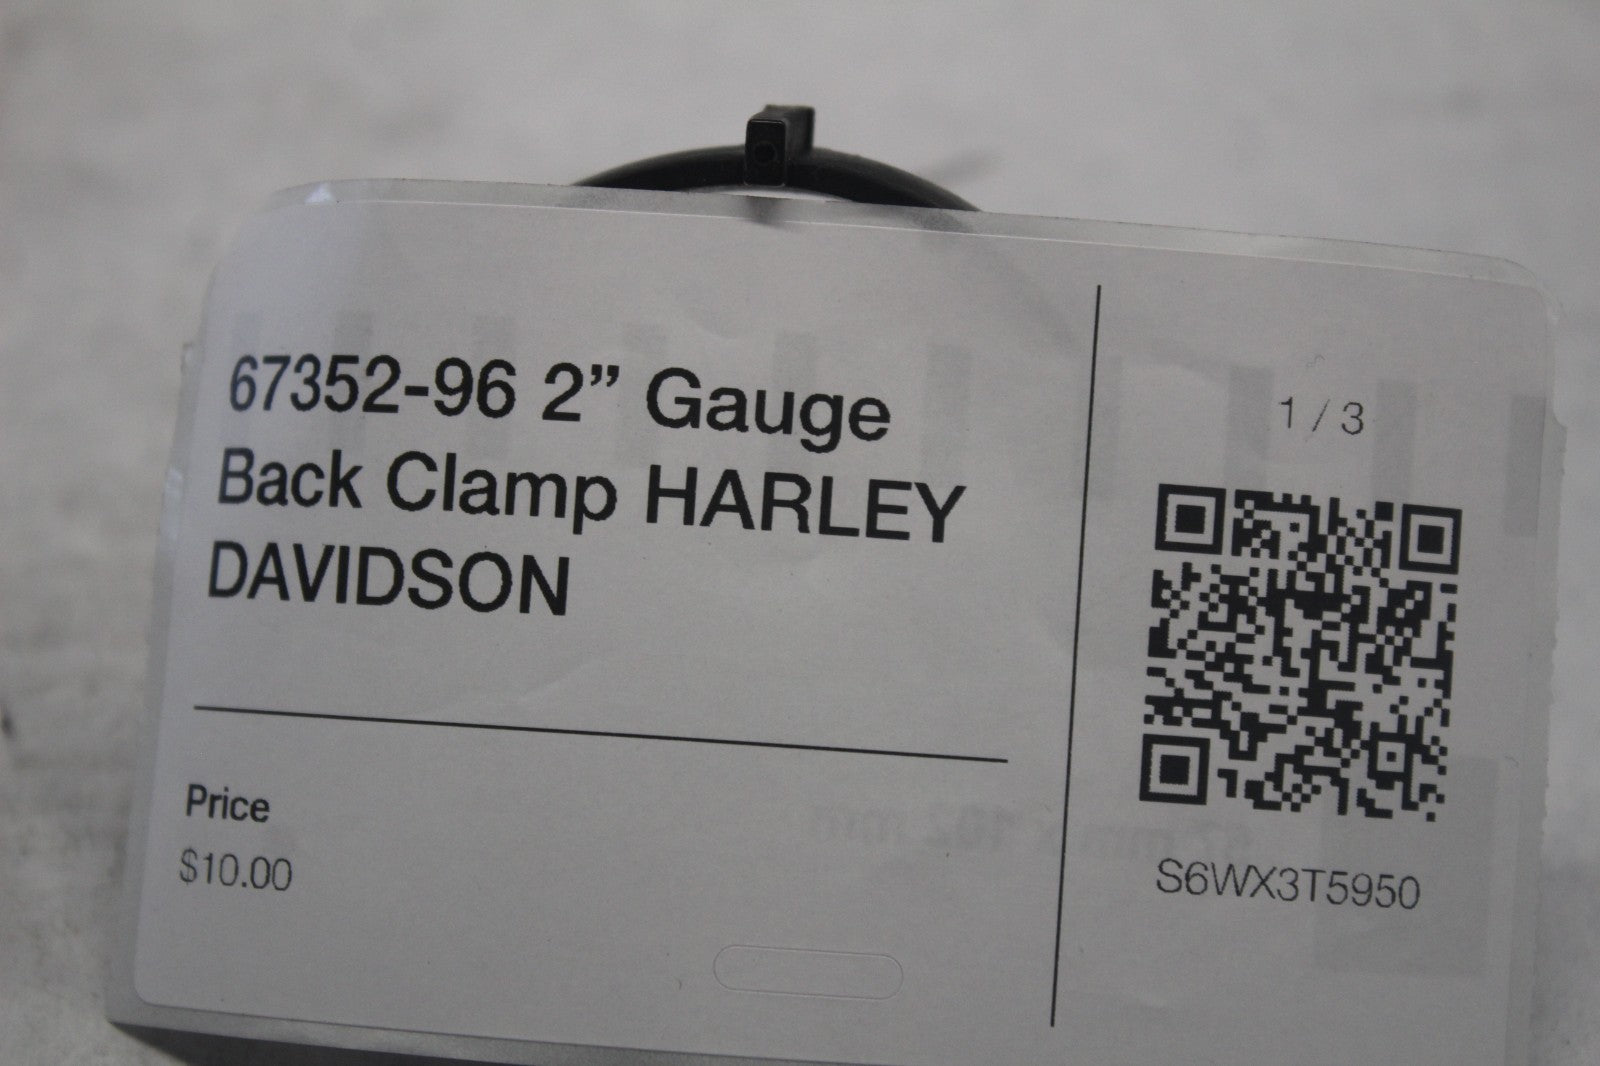 67352-96 2” Gauge
Back Clamp HARLEY
DAVIDSON
Price
$10.00
1 / 3
S6WX3T5950